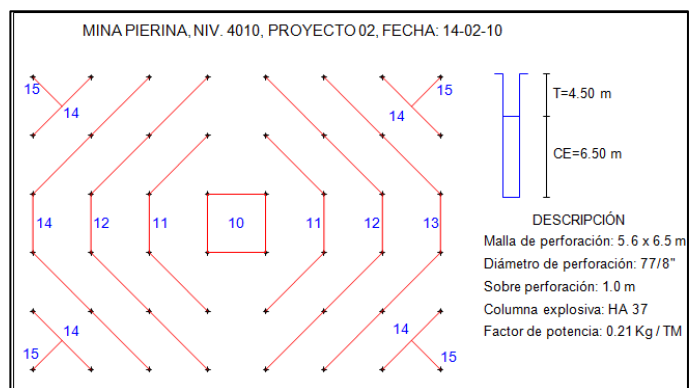 MINA PIERINA, NIV. 4010, PROYECTO 02, FECHA: 14-02-10
15
14
14
15
T=4.50 m
CE=6.50 m
14
12
11
10
11
12
13
DESCRIPCIÓN
Malla de perforación: 5.6 x 6.5 m
Diámetro de perforación: 77/8"
Sobre perforación: 1.0 m
Columna explosiva: HA 37
Factor de potencia: 0.21 Kg / TM
14
15
14
15